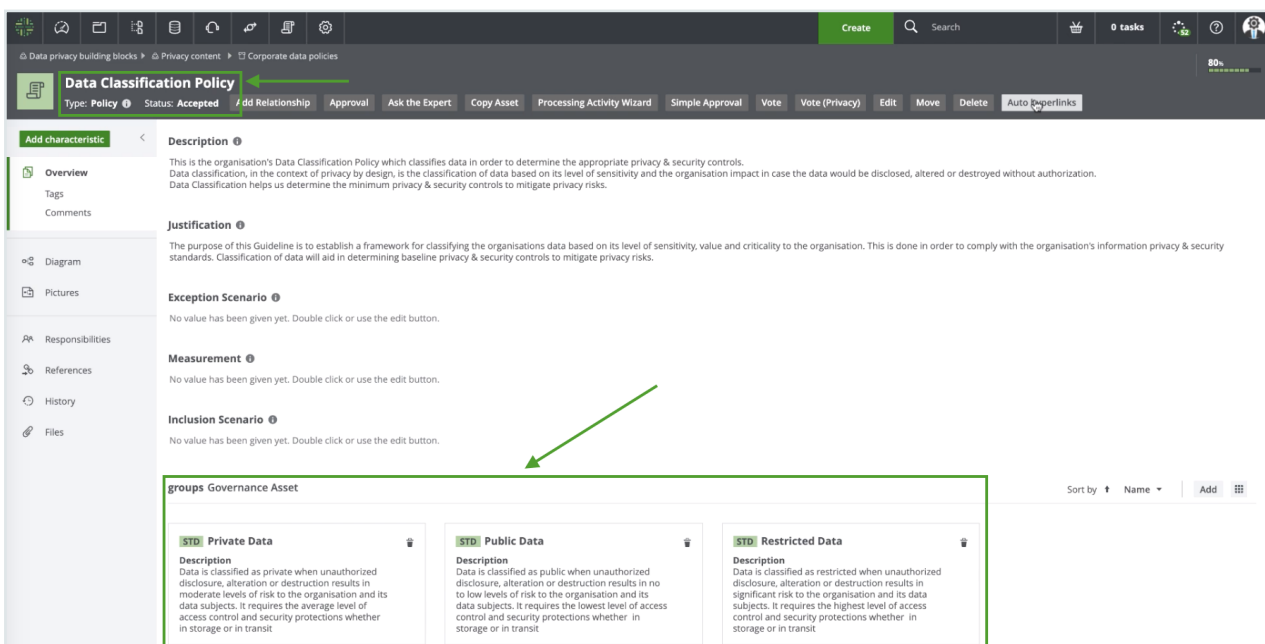 Create
Search
0 tasks
52
Data privacy building blocks
Privacy content
Corporate data policies
80%
Data Classification Policy
Type: Policy Status: Accepted
Add Relationship
Approval
Ask the Expert
Copy Asset
Processing Activity Wizard
Simple Approval
Vote
Vote (Privacy)
Edit
Move
Delete
Auto Hyperlinks
Add characteristic
Overview
Tags
Comments
Diagram
Pictures
Responsibilities
References
History
Files
Description
This is the organisation's Data Classification Policy which classifies data in order to determine the appropriate privacy & security controls.
Data classification, in the context of privacy by design, is the classification of data based on its level of sensitivity and the organisation impact in case the data would be disclosed, altered or destroyed without authorization.
Data Classification helps us determine the minimum privacy & security controls to mitigate privacy risks.
Justification
The purpose of this Guideline is to establish a framework for classifying the organisations data based on its level of sensitivity, value and criticality to the organisation. This is done in order to comply with the organisation's information privacy & security
standards. Classification of data will aid in determining baseline privacy & security controls to mitigate privacy risks.
Exception Scenario
No value has been given yet. Double click or use the edit button.
Measurement
No value has been given yet. Double click or use the edit button.
Inclusion Scenario
No value has been given yet. Double click or use the edit button.
groups Governance Asset
Sort by Name
Add
STD Private Data
Description
Data is classified as private when unauthorized
disclosure, alteration or destruction results in
moderate levels of risk to the organisation and its
data subjects. It requires the average level of
access control and security protections whether
in storage or in transit
STD Public Data
Description
Data is classified as public when unauthorized
disclosure, alteration or destruction results in no
to low levels of risk to the organisation and its
data subjects. It requires the lowest level of access
control and security protections whether in
storage or in transit
STD Restricted Data
Description
Data is classified as restricted when unauthorized
disclosure, alteration or destruction results in
significant risk to the organisation and its data
subjects. It requires the highest level of access
control and security protections whether in
storage or in transit